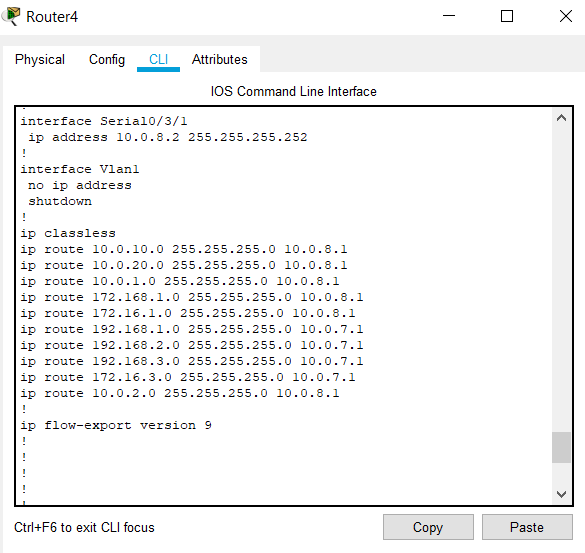 Router4
Physical Config CLI Attributes
IOS Command Line Interface
!
interface Serial0/3/1
 ip address 10.0.8.2 255.255.255.252
!
interface Vlan1
 no ip address
 shutdown
!
ip classless
ip route 10.0.10.0 255.255.255.0 10.0.8.1
ip route 10.0.20.0 255.255.255.0 10.0.8.1
ip route 10.0.1.0 255.255.255.0 10.0.8.1
ip route 172.168.1.0 255.255.255.0 10.0.8.1
ip route 172.16.1.0 255.255.255.0 10.0.8.1
ip route 192.168.1.0 255.255.255.0 10.0.7.1
ip route 192.168.2.0 255.255.255.0 10.0.7.1
ip route 192.168.3.0 255.255.255.0 10.0.7.1
ip route 172.16.3.0 255.255.255.0 10.0.7.1
ip route 10.0.2.0 255.255.255.0 10.0.8.1
!
ip flow-export version 9
!
!
!
!
!
Ctrl+F6 to exit CLI focus
Copy Paste